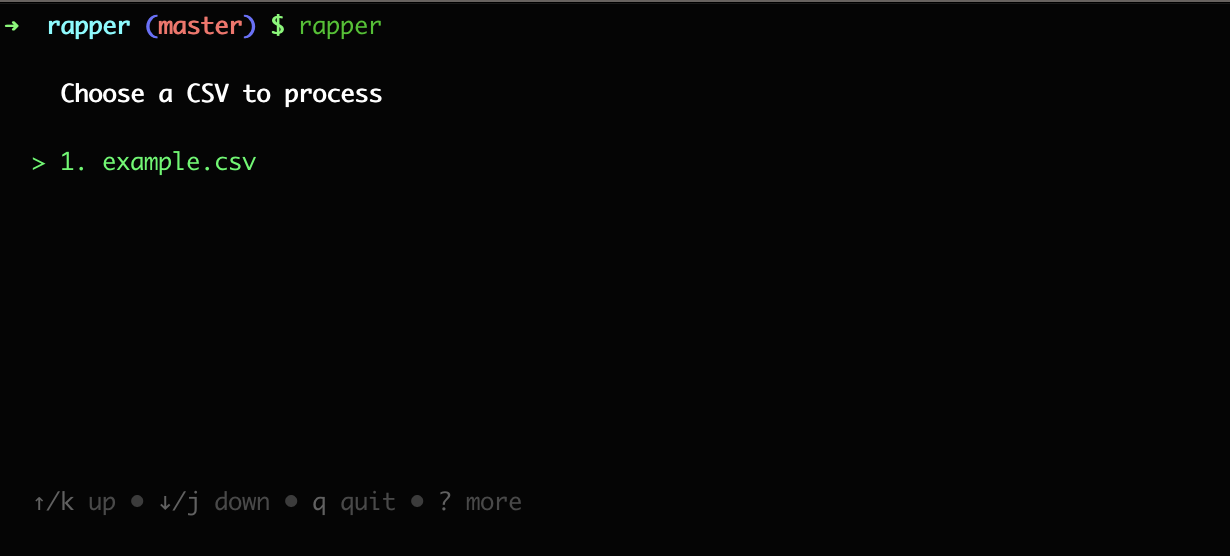 ➜ rapper (master) $ rapper
Choose a CSV to process
> 1. example.csv
↑/k up • ↓/j down • q quit • ? more